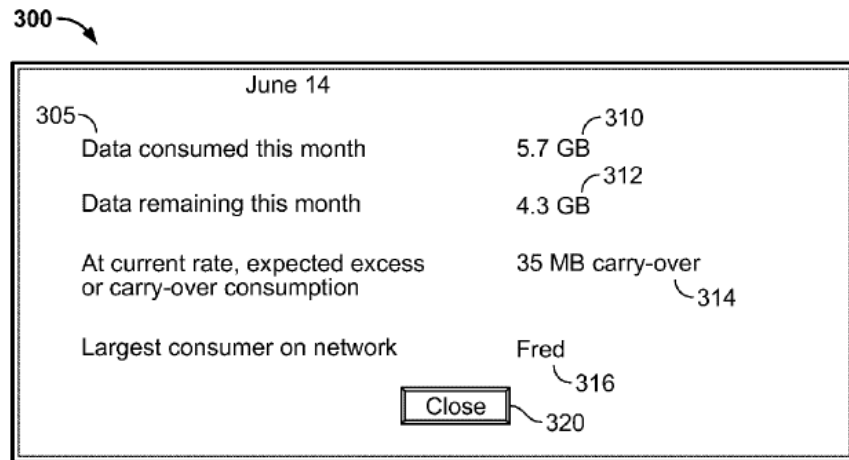 300
June 14
305
310
Data consumed this month 5.7 GB
312
Data remaining this month 4.3 GB
At current rate, expected excess 35 MB carry-over
or carry-over consumption
314
Largest consumer on network Fred
316
Close
320